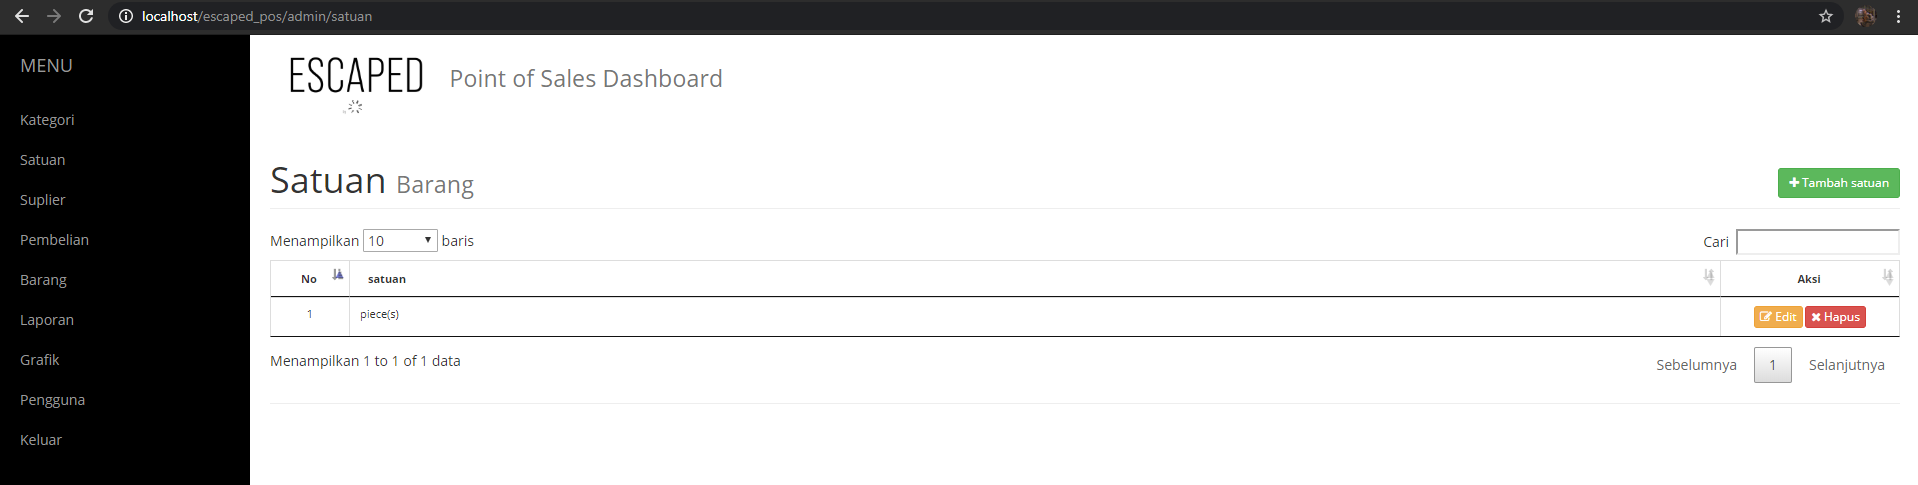 localhost/escaped_pos/admin/satuan
MENU
Kategori
Satuan
Suplier
Pembelian
Barang
Laporan
Grafik
Pengguna
Keluar
ESCAPED Point of Sales Dashboard
Satuan Barang
Tambah satuan
Menampilkan 10 baris
Cari
No satuan Aksi
1 piece(s) Edit Hapus
Menampilkan 1 to 1 of 1 data
Sebelumnya 1 Selanjutnya